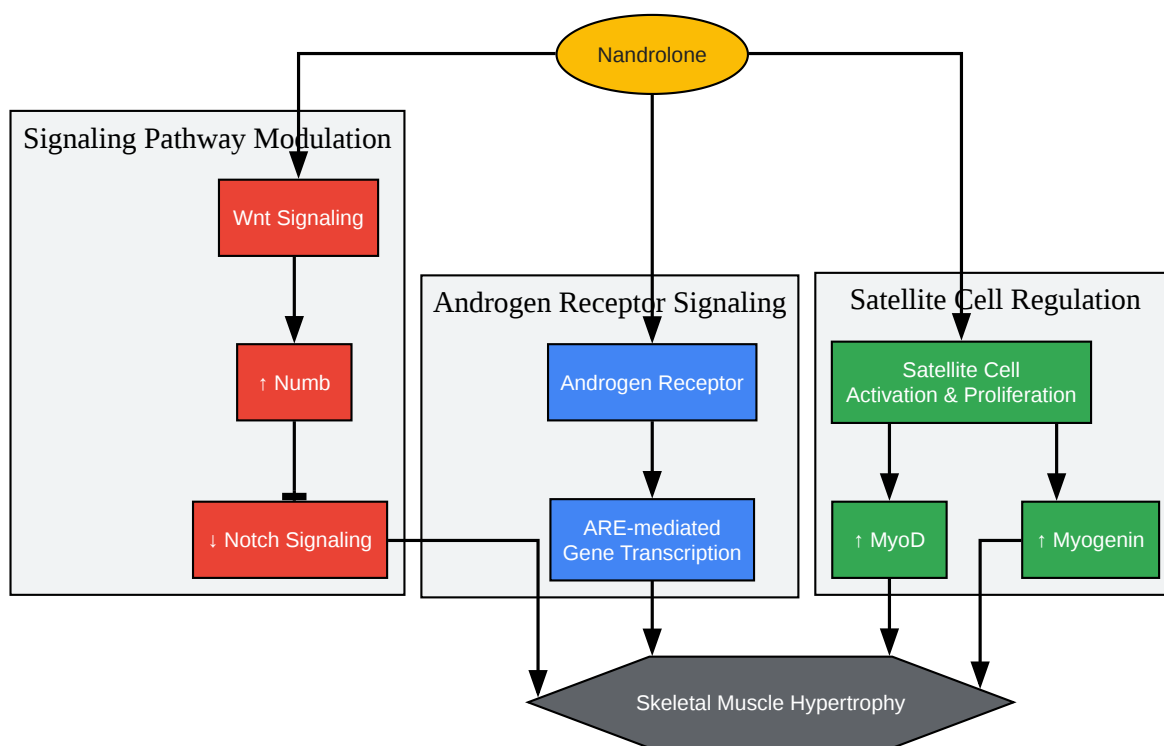 Nandrolone
Signaling Pathway Modulation
Wnt Signaling
↑ Numb
↓ Notch Signaling
Androgen Receptor Signaling
Androgen Receptor
ARE-mediated
Gene Transcription
Satellite Cell Regulation
Satellite Cell
Activation & Proliferation
↑ MyoD
↑ Myogenin
Skeletal Muscle Hypertrophy